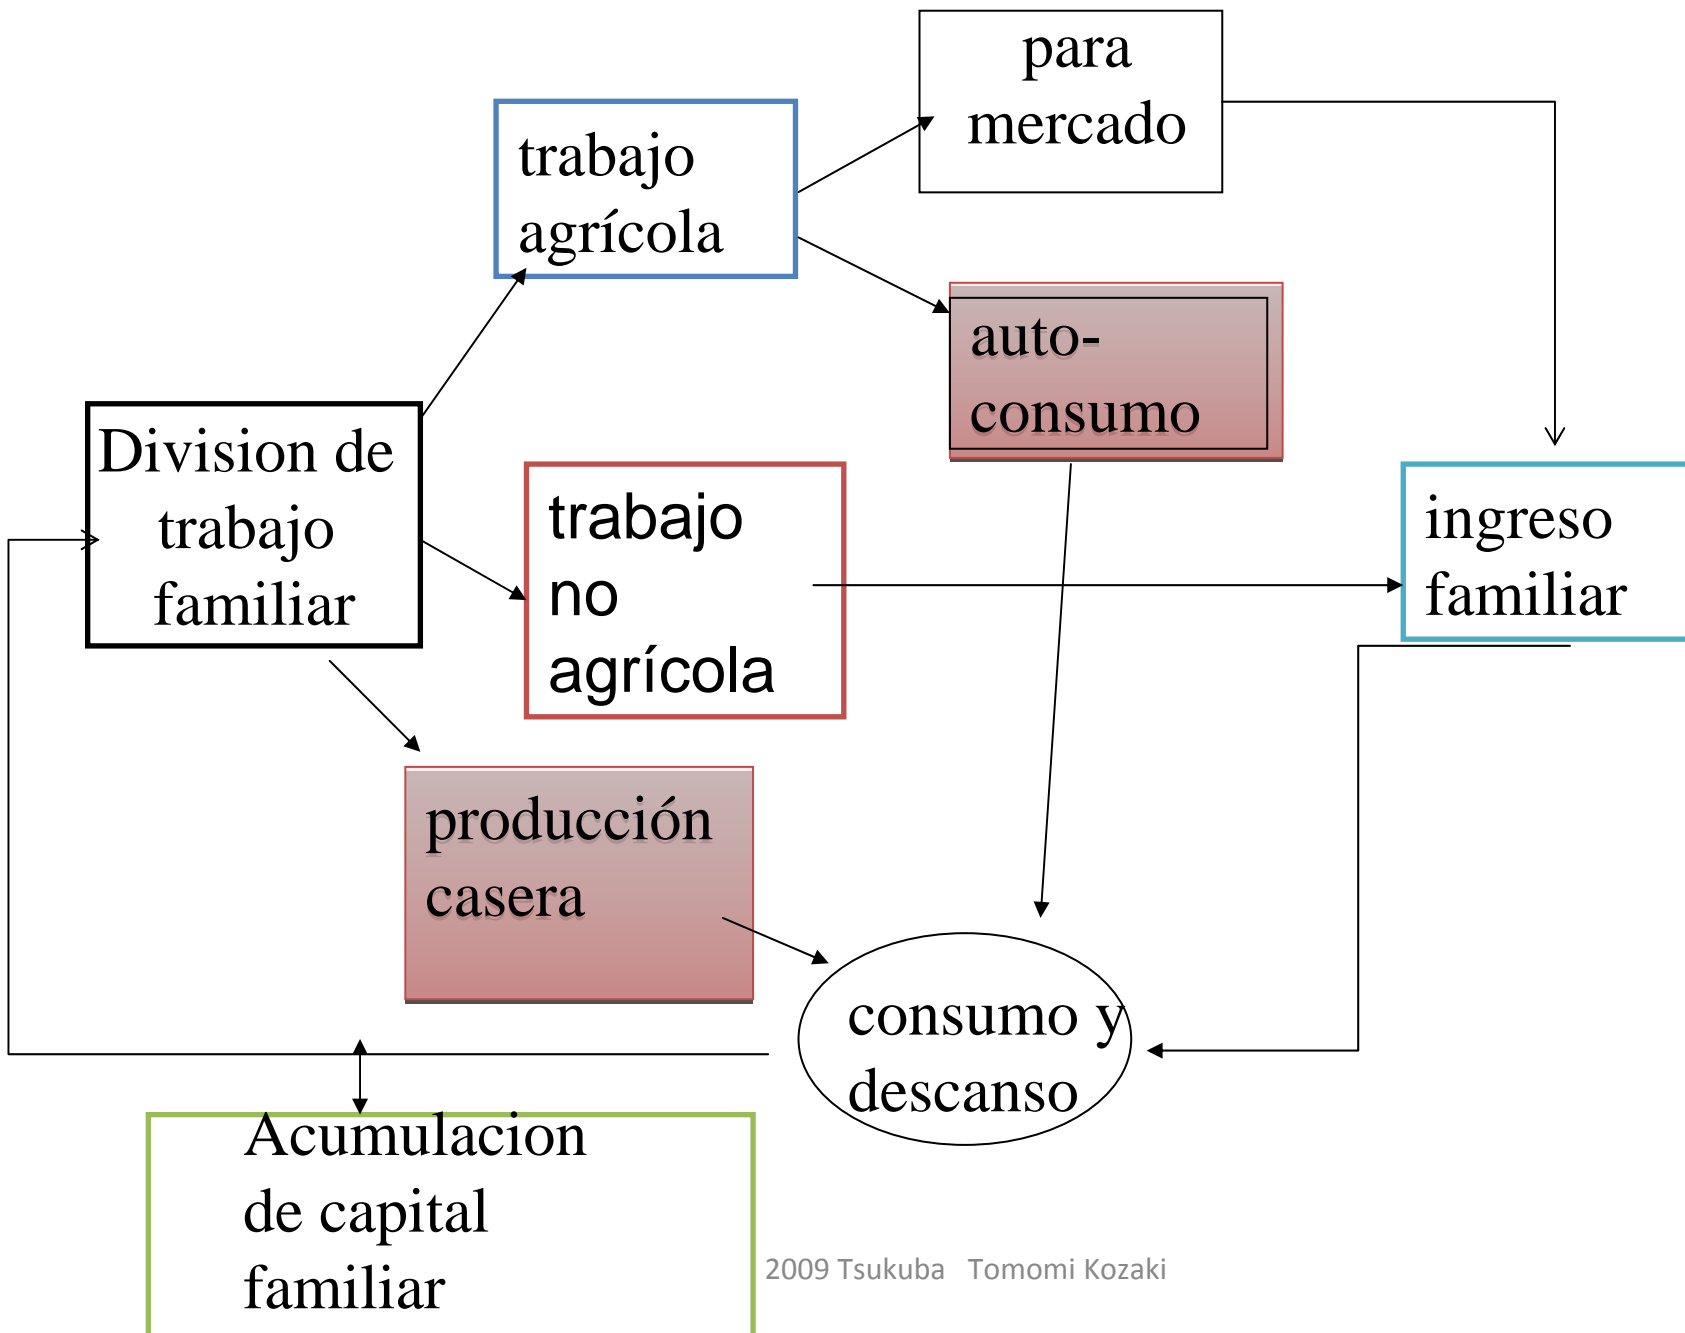 para
mercado
trabajo
agrícola
auto-
consumo
Division de
trabajo
familiar
trabajo
no
agrícola
ingreso
familiar
producción
casera
consumo y
descanso
Acumulacion
de capital
familiar
2009 Tsukuba Tomomi Kozaki